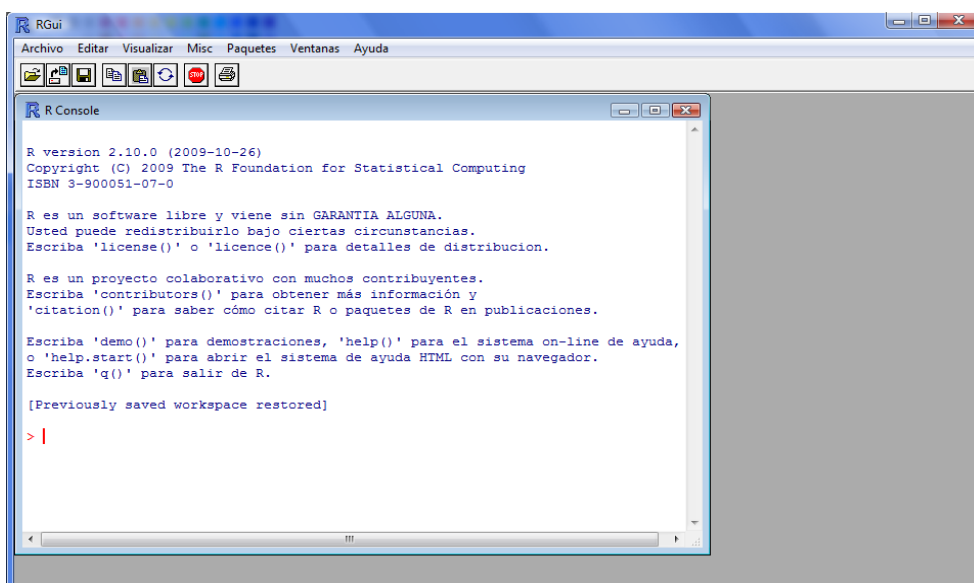 RGui
Archivo Editar Visualizar Misc Paquetes Ventanas Ayuda
STOP
R Console
R version 2.10.0 (2009-10-26)
Copyright (C) 2009 The R Foundation for Statistical Computing
ISBN 3-900051-07-0
R es un software libre y viene sin GARANTIA ALGUNA.
Usted puede redistribuirlo bajo ciertas circunstancias.
Escriba 'license()' o 'licence()' para detalles de distribucion.
R es un proyecto colaborativo con muchos contribuyentes.
Escriba 'contributors()' para obtener más información y
'citation()' para saber cómo citar R o paquetes de R en publicaciones.
Escriba 'demo()' para demostraciones, 'help()' para el sistema on-line de ayuda,
o 'help.start()' para abrir el sistema de ayuda HTML con su navegador.
Escriba 'q()' para salir de R.
[Previously saved workspace restored]
>